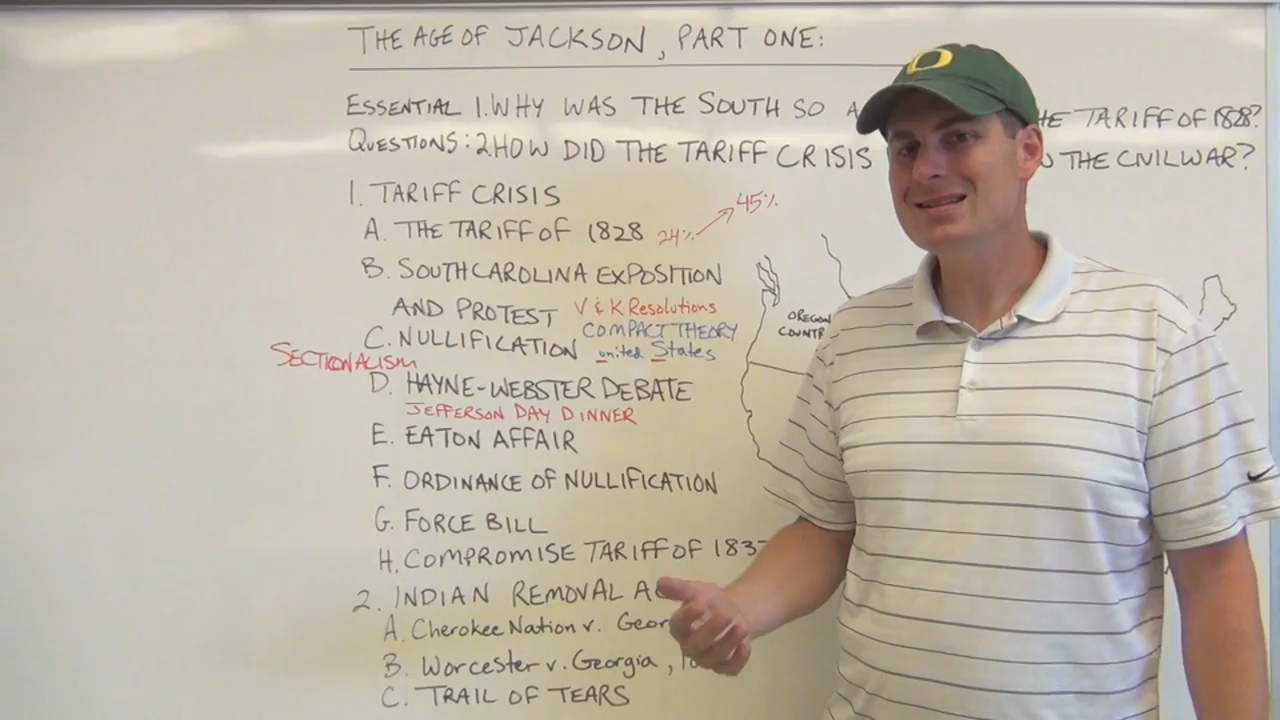 THE AGE OF JACKSON, PART ONE:
ESSENTIAL 1. WHY WAS THE SOUTH SO A THE TARIFF OF 1828?
QUESTIONS: 2. HOW DID THE TARIFF CRISIS THE CIVIL WAR?
1. TARIFF CRISIS
A. THE TARIFF OF 1828 24% 45%
B. SOUTH CAROLINA EXPOSITION
AND PROTEST V & K Resolutions
C. NULLIFICATION COMPACT THEORY
united States
SECTIONALISM
D. HAYNE-WEBSTER DEBATE
JEFFERSON DAY DINNER
E. EATON AFFAIR
F. ORDINANCE OF NULLIFICATION
G. FORCE BILL
H. COMPROMISE TARIFF OF 183
2. INDIAN REMOVAL A
A. Cherokee Nation v. Geor
B. Worcester v. Georgia,
C. TRAIL OF TEARS
OREGON
COUNTR
O